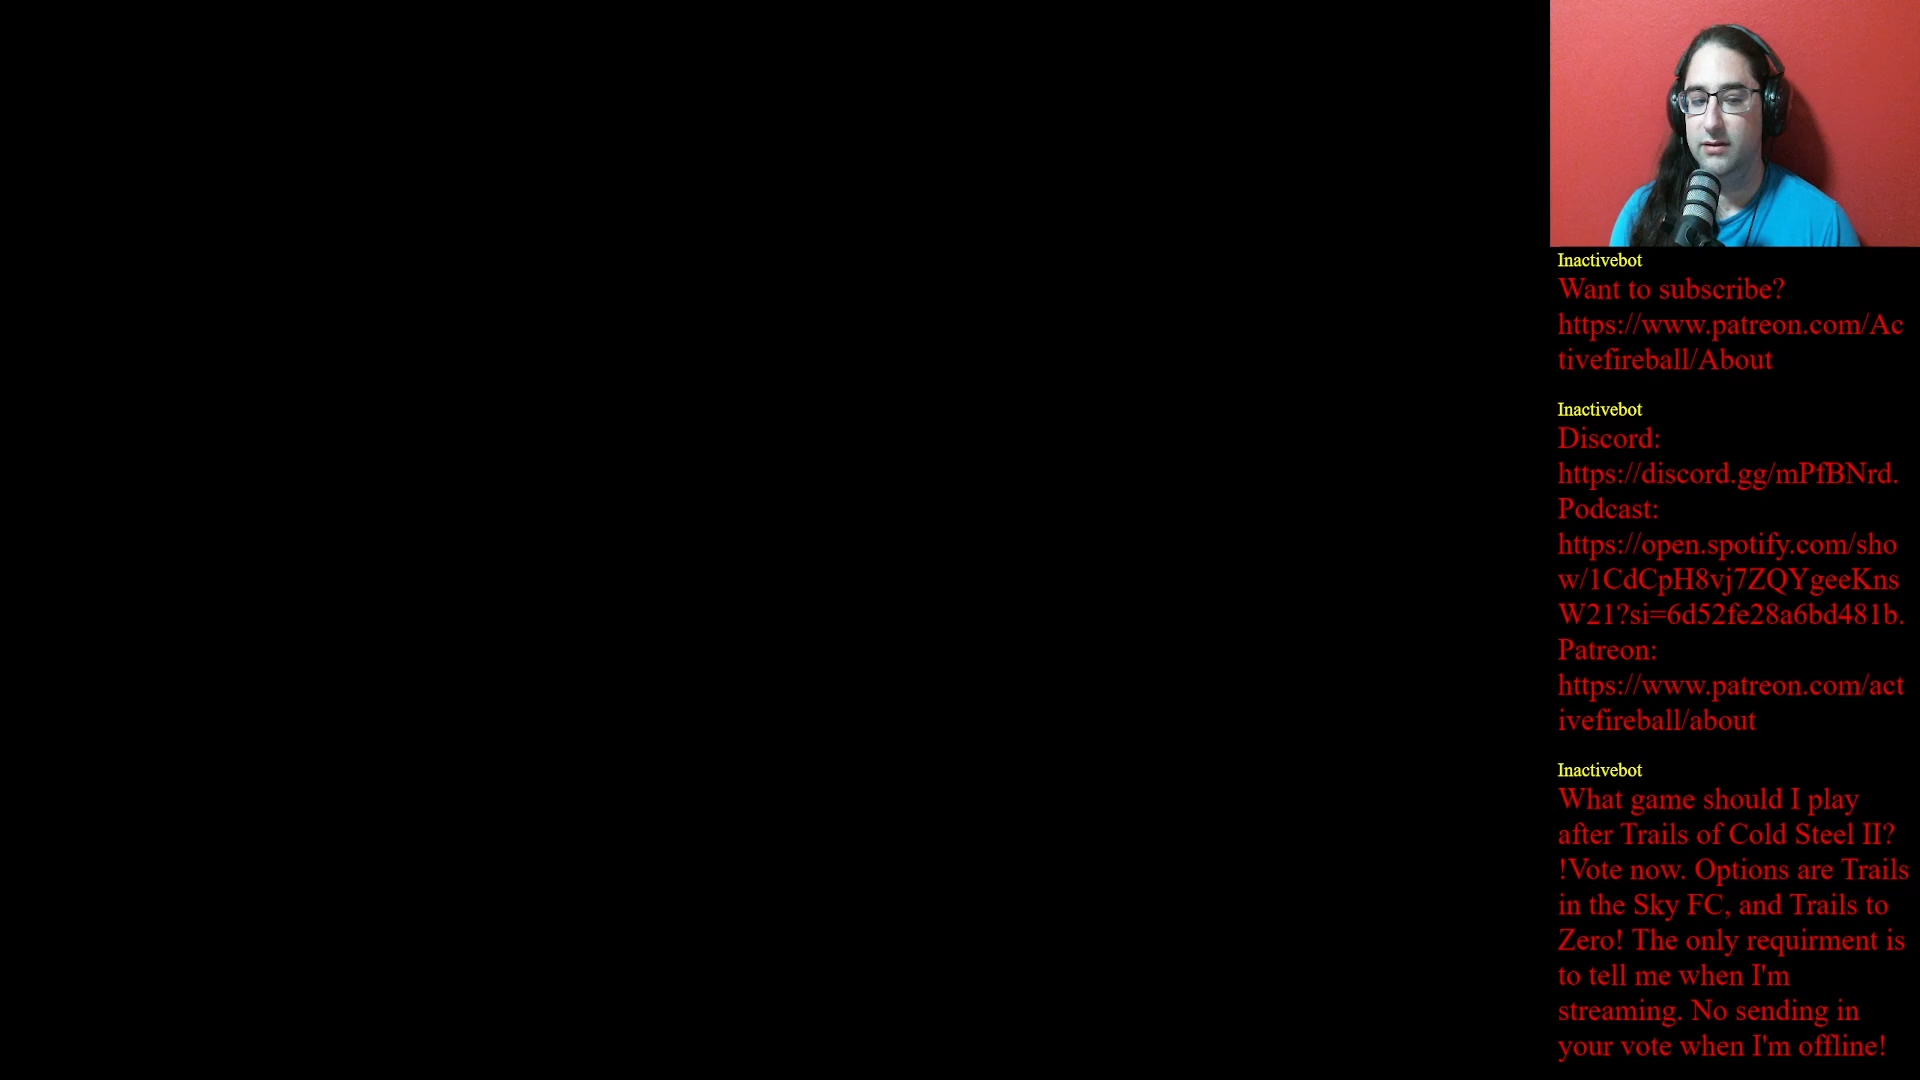 Inactivebot
Want to subscribe?
https://www.patreon.com/Ac
tivefireball/About
Inactivebot
Discord:
https://discord.gg/mPfBNrd.
Podcast:
https://open.spotify.com/sho
w/1CdCpH8vj7ZQYgeeKns
W21?si=6d52fe28a6bd481b.
Patreon:
https://www.patreon.com/act
ivefireball/about
Inactivebot
What game should I play
after Trails of Cold Steel II?
!Vote now. Options are Trails
in the Sky FC, and Trails to
Zero! The only requirment is
to tell me when I'm
streaming. No sending in
your vote when I'm offline!